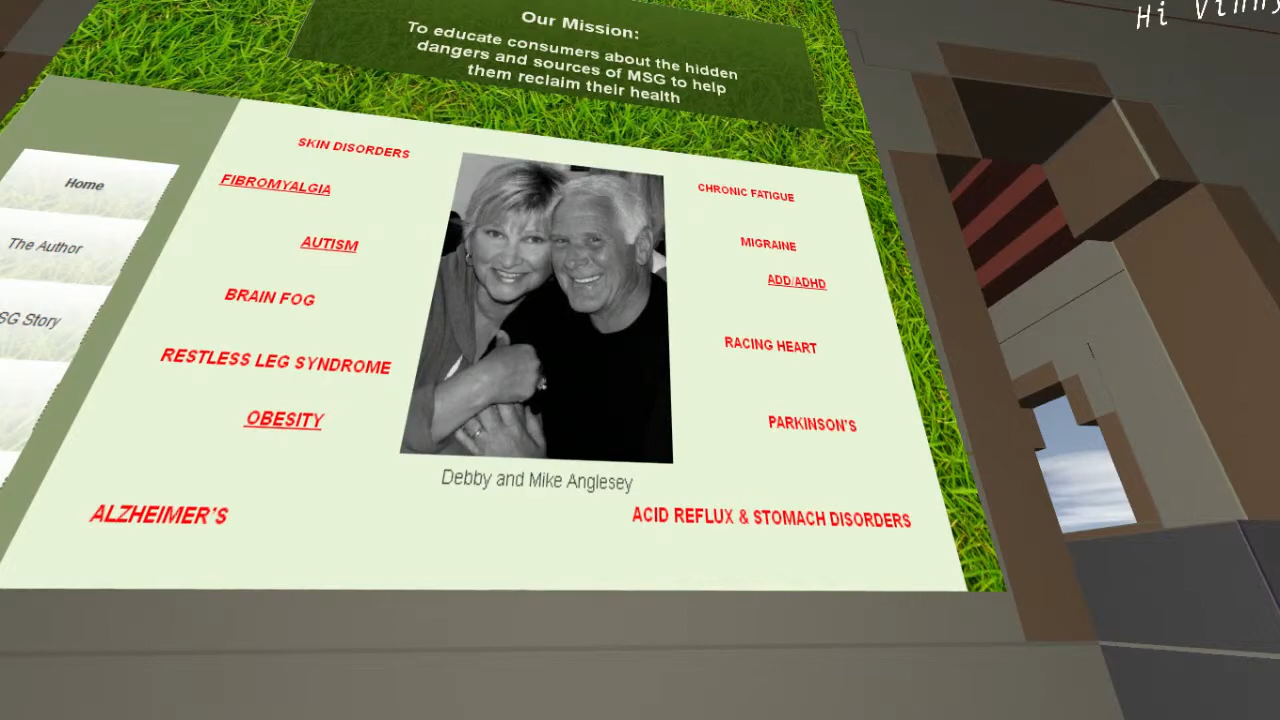 Hi Vinny
Our Mission:
To educate consumers about the hidden
dangers and sources of MSG to help
them reclaim their health
Home
The Author
SG Story
SKIN DISORDERS
FIBROMYALGIA
AUTISM
BRAIN FOG
RESTLESS LEG SYNDROME
OBESITY
ALZHEIMER'S
CHRONIC FATIGUE
MIGRAINE
ADD/ADHD
RACING HEART
PARKINSON'S
ACID REFLUX & STOMACH DISORDERS
Debby and Mike Anglesey